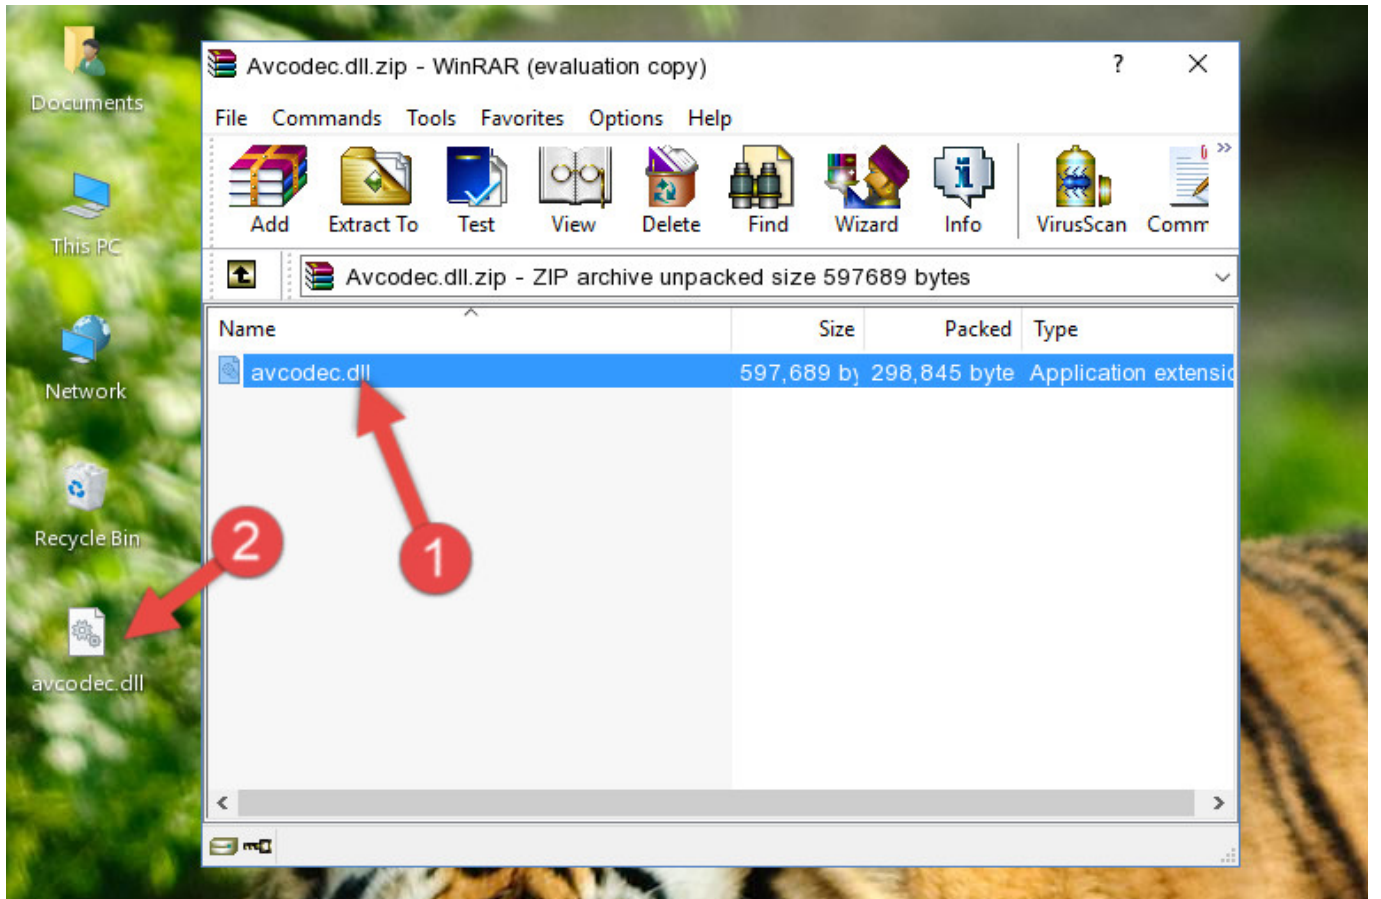 Documents
This PC
Network
Recycle Bin
avcodec.dll
Avcodec.dll.zip - WinRAR (evaluation copy)
?
File Commands Tools Favorites Options Help
Add Extract To Test View Delete Find Wizard Info VirusScan Comm
Avcodec.dll.zip - ZIP archive unpacked size 597689 bytes
Name Size Packed Type
avcodec.dll 597,689 by 298,845 byte Application extensio
2
1